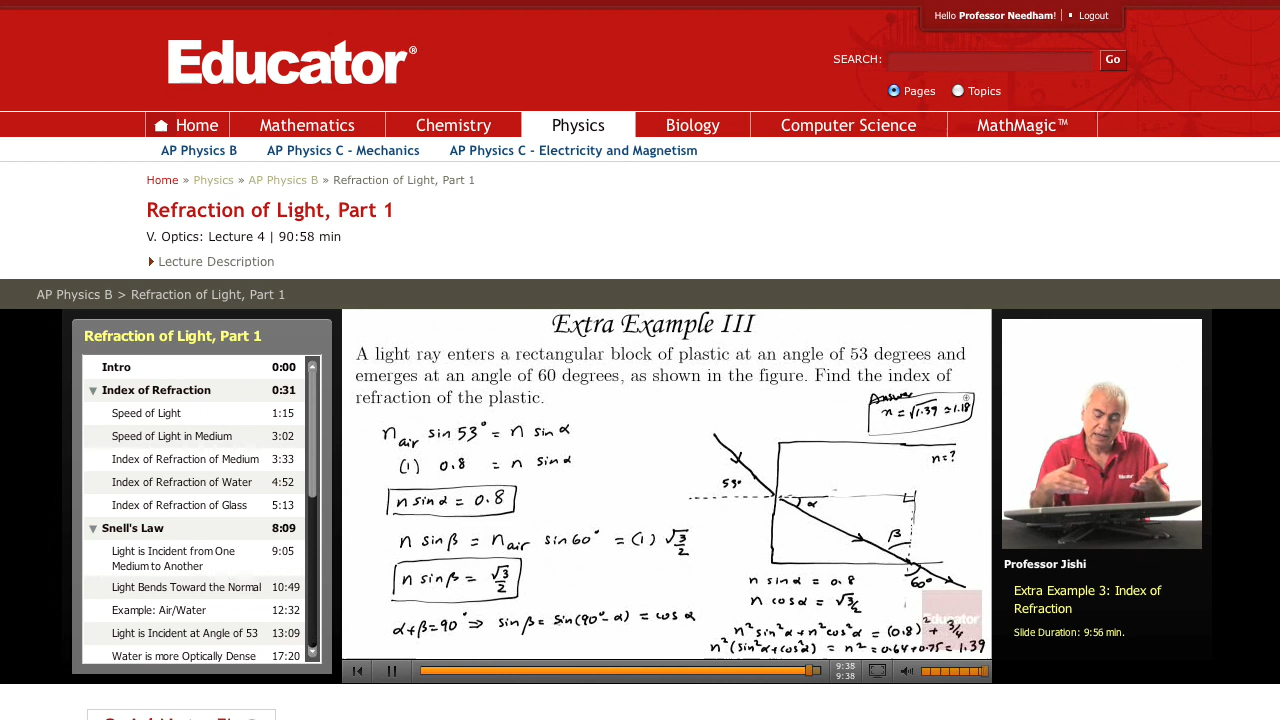 Hello Professor Needham! Logout
Educator®
SEARCH: Go
Pages Topics
Home Mathematics Chemistry Physics Biology Computer Science MathMagic™
AP Physics B AP Physics C - Mechanics AP Physics C - Electricity and Magnetism
Home » Physics » AP Physics B » Refraction of Light, Part 1
Refraction of Light, Part 1
V. Optics: Lecture 4 | 90:58 min
Lecture Description
AP Physics B > Refraction of Light, Part 1
Refraction of Light, Part 1
Intro 0:00
Index of Refraction 0:31
Speed of Light 1:15
Speed of Light in Medium 3:02
Index of Refraction of Medium 3:33
Index of Refraction of Water 4:52
Index of Refraction of Glass 5:13
Snell's Law 8:09
Light is Incident from One 9:05
Medium to Another
Light Bends Toward the Normal 10:49
Example: Air/Water 12:32
Light is Incident at Angle of 53 13:09
Water is more Optically Dense 17:20
Extra Example III
A light ray enters a rectangular block of plastic at an angle of 53 degrees and
emerges at an angle of 60 degrees, as shown in the figure. Find the index of
refraction of the plastic.
Answer
n = √1.39 ≃ 1.18
n air sin 53° = n sin α
(1) 0.8 = n sin α
n sin α = 0.8
n sin β = n air sin 60° = (1) √3/2
n sin β = √3/2
α+β=90° ⇒ sin β = sin(90°-α) = cos α
n=?
53°
α
β
60°
n sin α = 0.8
n cos α = √3/2
n² sin²α + n² cos²α = (0.8)² + 3/4
n²(sin²α + cos²α) = n² = 0.64+0.75 = 1.39
Educator
9:38
9:38
Educator
Professor Jishi
Extra Example 3: Index of
Refraction
Slide Duration: 9:56 min.